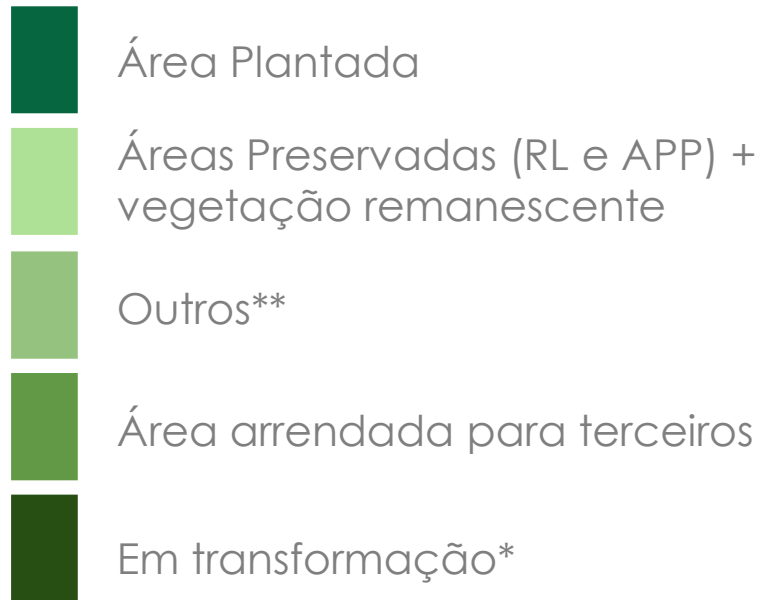 Área Plantada
Áreas Preservadas (RL e APP) +
vegetação remanescente
Outros**
Área arrendada para terceiros
Em transformação*